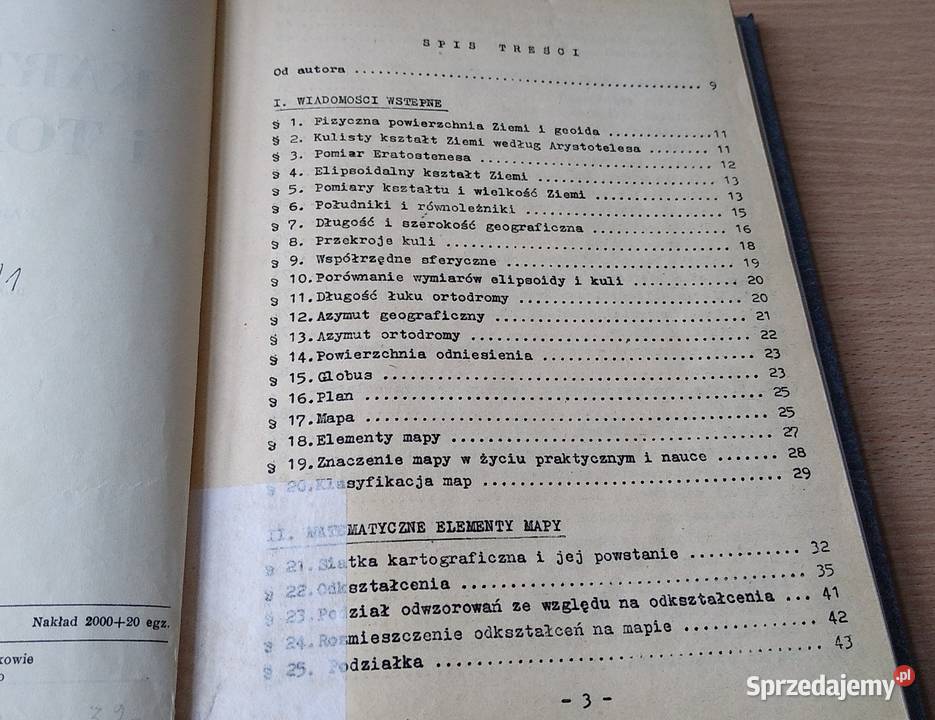 KART
i TO
Nakład 2000+20 egz.
kowie
SPIS TREŚCI
Od autora ........ 9
I. WIADOMOŚCI WSTĘPNE
§ 1. Fizyczna powierzchnia Ziemi i geoida ........ 11
§ 2. Kulisty kształt Ziemi według Arystotelesa ........ 11
§ 3. Pomiar Eratostenesa ........ 12
§ 4. Elipsoidalny kształt Ziemi ........ 13
§ 5. Pomiary kształtu i wielkość Ziemi ........ 13
§ 6. Południki i równoleżniki ........ 15
§ 7. Długość i szerokość geograficzna ........ 16
§ 8. Przekroje kuli ........ 18
§ 9. Współrzędne sferyczne ........ 19
§ 10. Porównanie wymiarów elipsoidy i kuli ........ 20
§ 11. Długość łuku ortodromy ........ 20
§ 12. Azymut geograficzny ........ 21
§ 13. Azymut ortodromy ........ 22
§ 14. Powierzchnia odniesienia ........ 23
§ 15. Globus ........ 23
§ 16. Plan ........ 25
§ 17. Mapa ........ 25
§ 18. Elementy mapy ........ 27
§ 19. Znaczenie mapy w życiu praktycznym i nauce ........ 28
§ 20. Klasyfikacja map ........ 29
II. MATEMATYCZNE ELEMENTY MAPY
§ 21. Siatka kartograficzna i jej powstanie ........ 32
§ 22. Odkształcenia ........ 35
§ 23. Podział odwzorowań ze względu na odkształcenia ... 41
§ 24. Rozmieszczenie odkształceń na mapie ........ 42
§ 25. Podziałka ........ 43
- 3 -
Sprzedajemy.pl